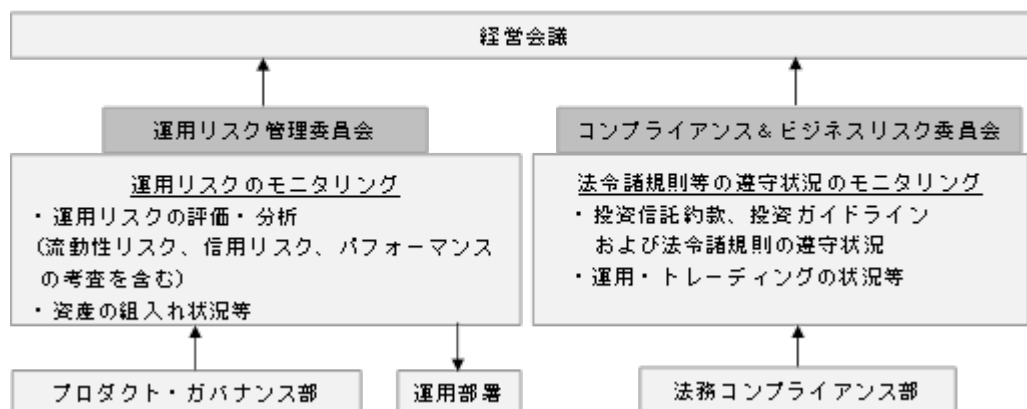 経営会議
運用リスク管理委員会
運用リスクのモニタリング
・運用リスクの評価・分析
(流動性リスク、信用リスク、パフォーマンス
の考査を含む)
・資産の組入れ状況等
コンプライアンス&ビジネスリスク委員会
法令諸規則等の遵守状況のモニタリング
・投資信託約款、投資ガイドライン
および法令諸規則の遵守状況
・運用・トレーディングの状況等
プロダクト・ガバナンス部
運用部署
法務コンプライアンス部